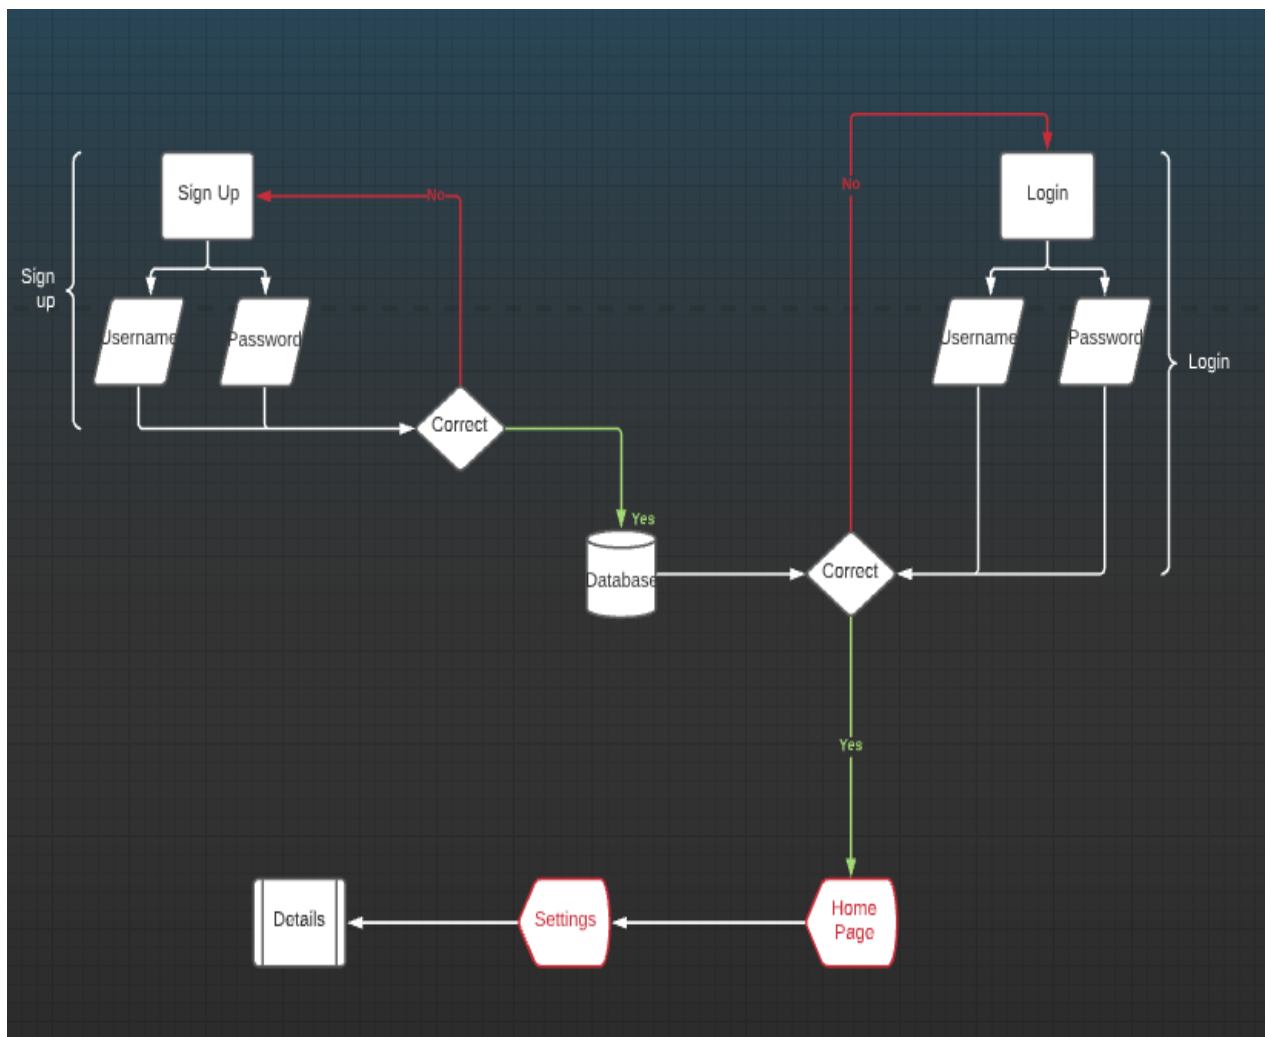 Sign Up
No
No
Login
Sign
up
Username
Password
Username
Password
Login
Correct
Yes
Database
Correct
Yes
Details
Settings
Home
Page